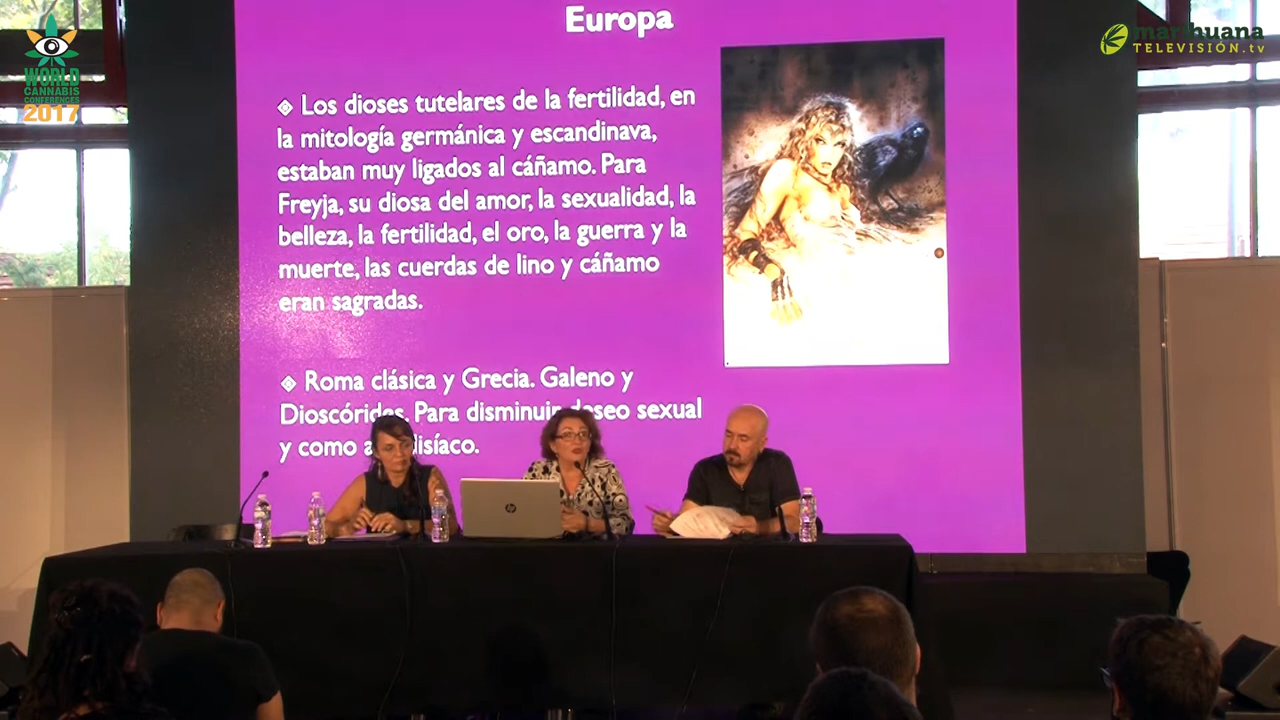 Europa
WORLD
CANNABIS
CONFERENCES
2017
marihuana
TELEVISIÓN.tv
◈ Los dioses tutelares de la fertilidad, en
la mitología germánica y escandinava,
estaban muy ligados al cáñamo. Para
Freyja, su diosa del amor, la sexualidad, la
belleza, la fertilidad, el oro, la guerra y la
muerte, las cuerdas de lino y cáñamo
eran sagradas.
◈ Roma clásica y Grecia. Galeno y
Dioscórides. Para disminuir deseo sexual
y como
hp